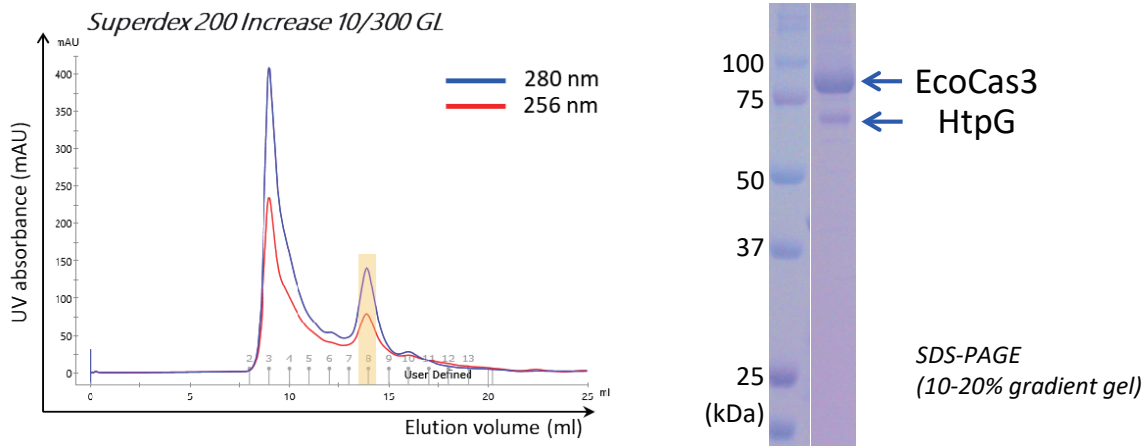 Superdex 200 Increase 10/300 GL
mAU
400
350
300
250
200
150
100
50
0
UV absorbance (mAU)
280 nm
256 nm
2 3 4 5 6 7 8 9 10 11 12 13
User Defined
0 5 10 15 20 25 ml
Elution volume (ml)
100
75
50
37
25
(kDa)
EcoCas3
HtpG
SDS-PAGE
(10-20% gradient gel)